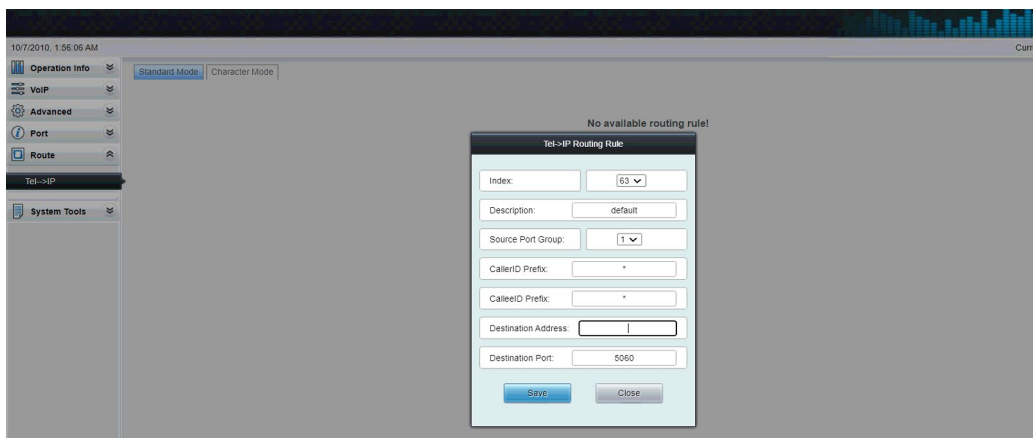 10/7/2010, 1:56:06 AM
Curr
Operation Info
VoIP
Advanced
Port
Route
Tel-->IP
System Tools
Standard Mode
Character Mode
No available routing rule!
Tel->IP Routing Rule
Index: 63
Description: default
Source Port Group: 1
CallerID Prefix: *
CalleeID Prefix: *
Destination Address:
Destination Port: 5060
Save
Close